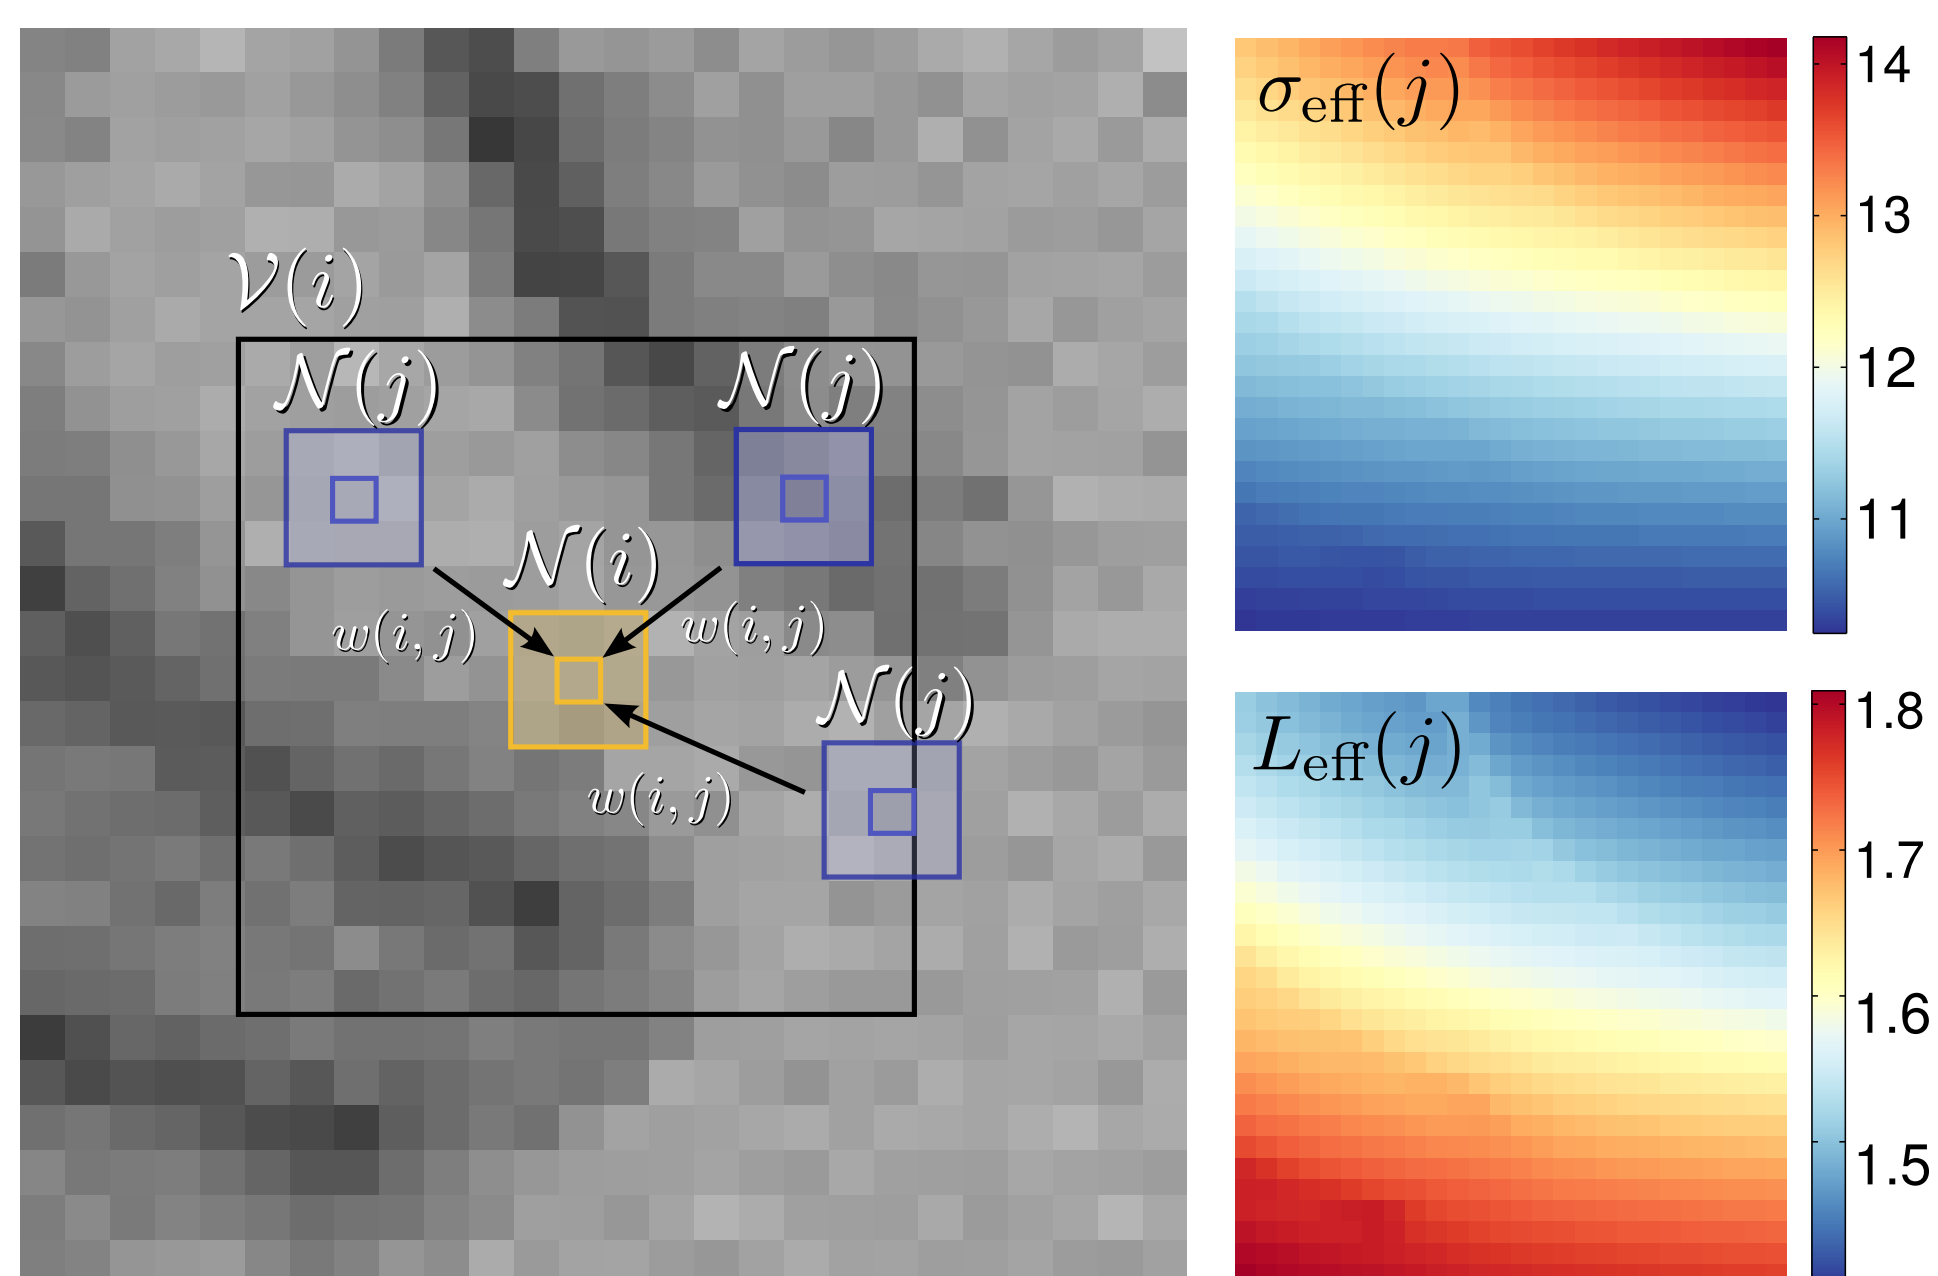 𝒱(i)
𝒩(j)
𝒩(j)
𝒩(i)
w(i, j)
w(i, j)
𝒩(j)
w(i, j)
σeff(j)
14
13
12
11
Leff(j)
1.8
1.7
1.6
1.5